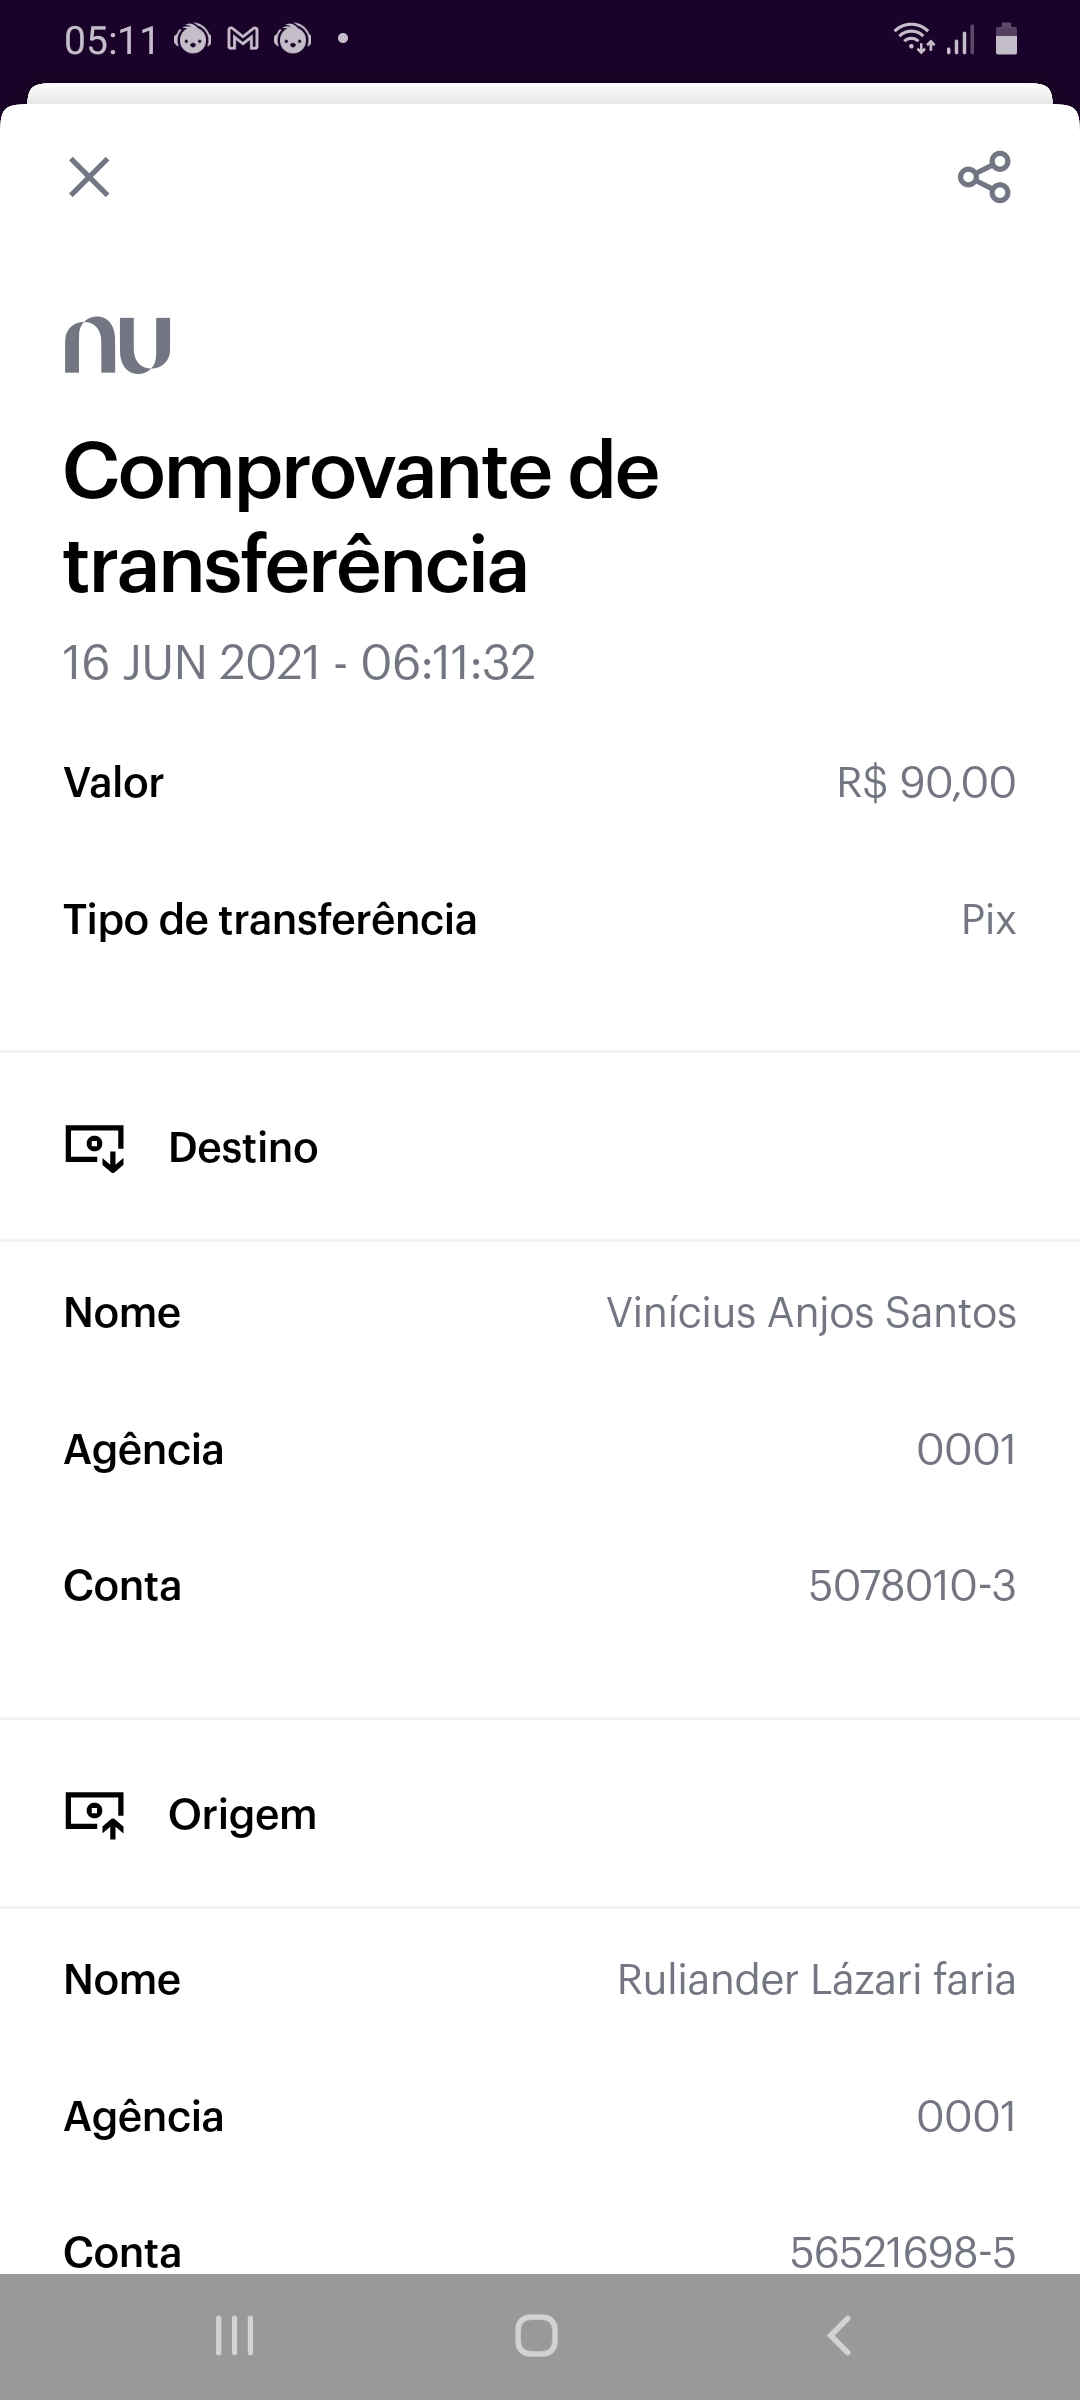 05:11
nu
Comprovante de
transferência
16 JUN 2021 - 06:11:32
Valor R$ 90,00
Tipo de transferência Pix
Destino
Nome Vinícius Anjos Santos
Agência 0001
Conta 5078010-3
Origem
Nome Ruliander Lázari faria
Agência 0001
Conta 56521698-5